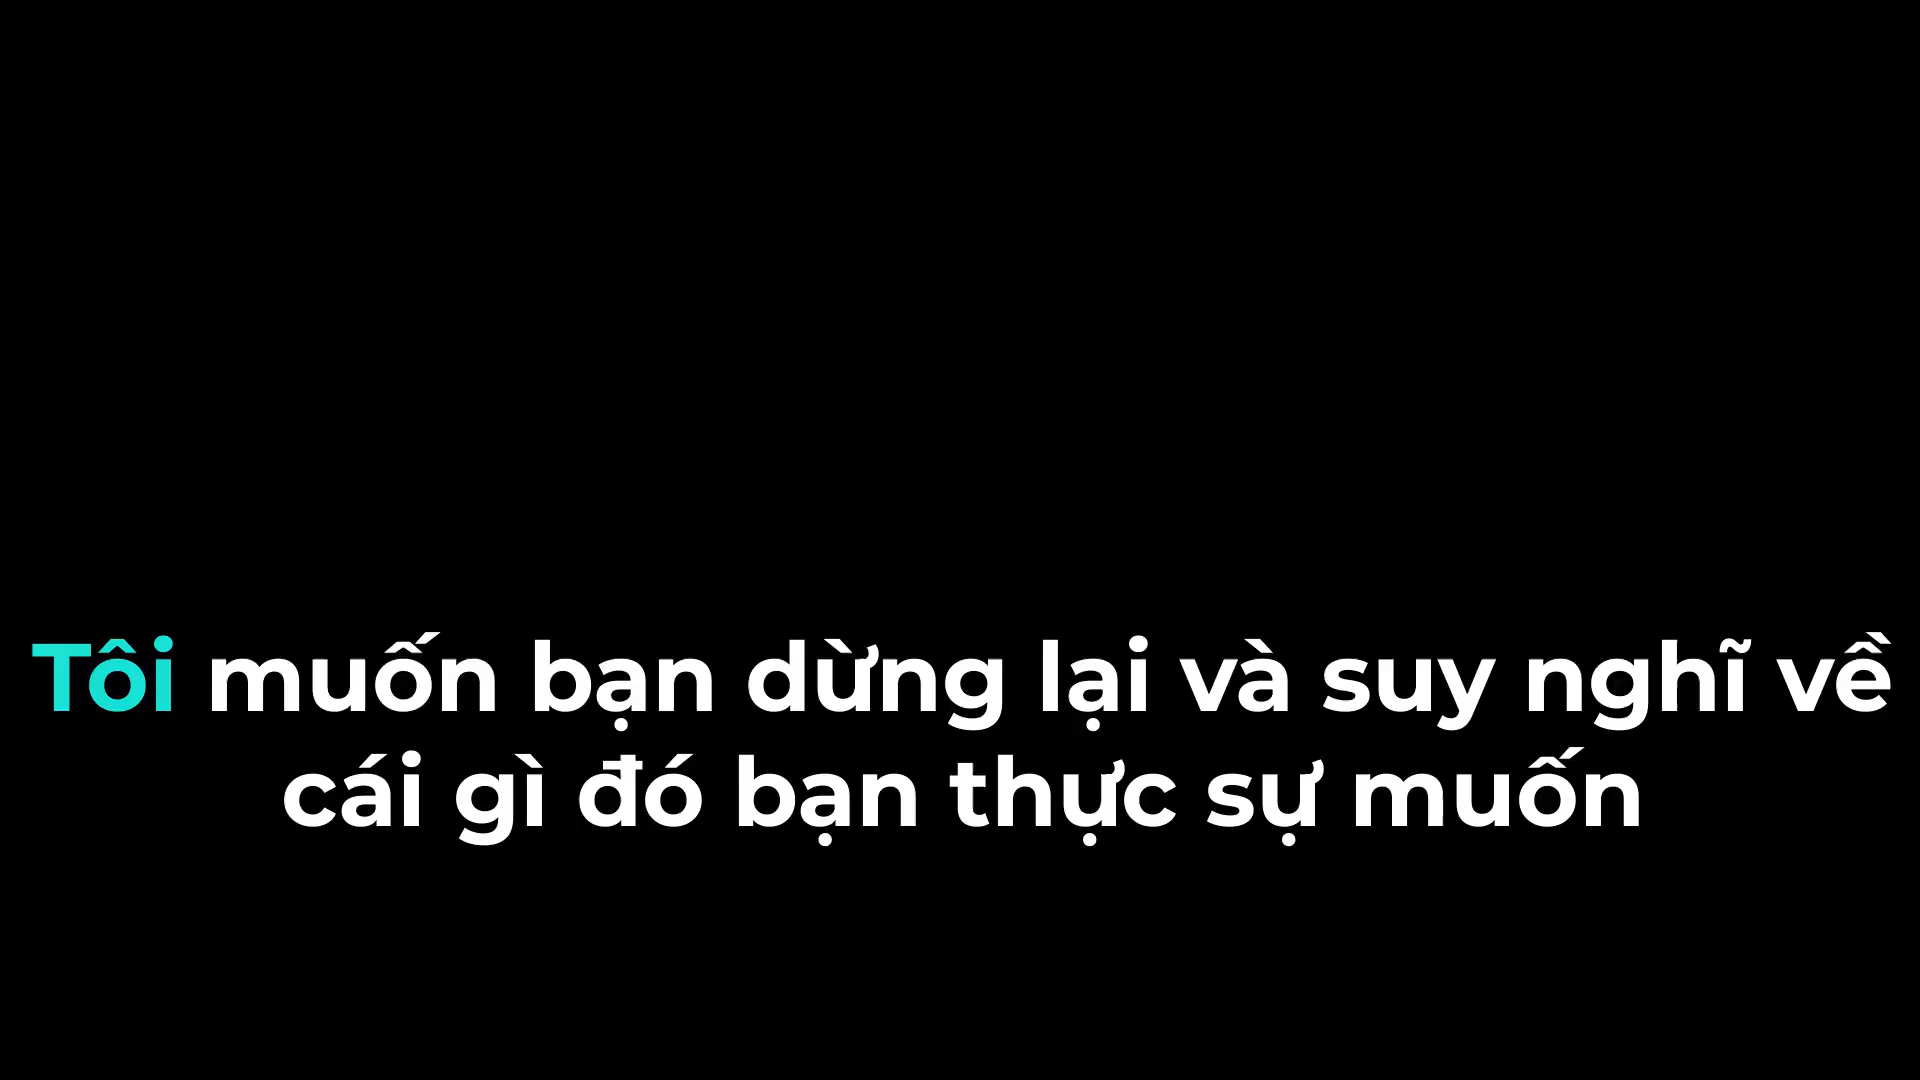 Tôi muốn bạn dừng lại và suy nghĩ về
cái gì đó bạn thực sự muốn